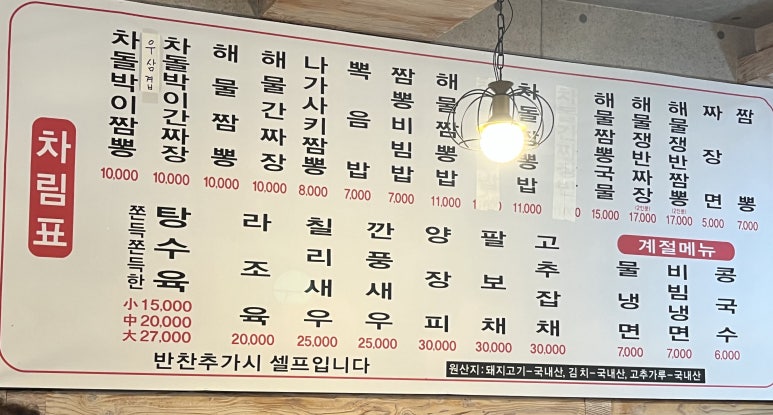 차림표
차돌박이짬뽕
10,000
우삼겹
차돌박이간짜장
10,000
해물짬뽕
10,000
해물간짜장
10,000
나가사키짬뽕
8,000
뽁음밥
7,000
짬뽕비빔밥
7,000
해물짬뽕밥
11,000
차돌짬뽕밥
11,000
해물짬뽕국물
15,000
해물쟁반짜장
(2인분)
17,000
해물쟁반짬뽕
(2인분)
17,000
짜장면
5,000
짬뽕
7,000
쫀득쫀득한
탕수육
小 15,000
中 20,000
大 27,000
라조육
20,000
칠리새우
25,000
깐풍새우
25,000
양장피
30,000
팔보채
30,000
고추잡채
30,000
계절메뉴
물냉면
7,000
비빔냉면
7,000
콩국수
6,000
반찬추가시 셀프입니다
원산지:돼지고기-국내산, 김치-국내산, 고추가루-국내산